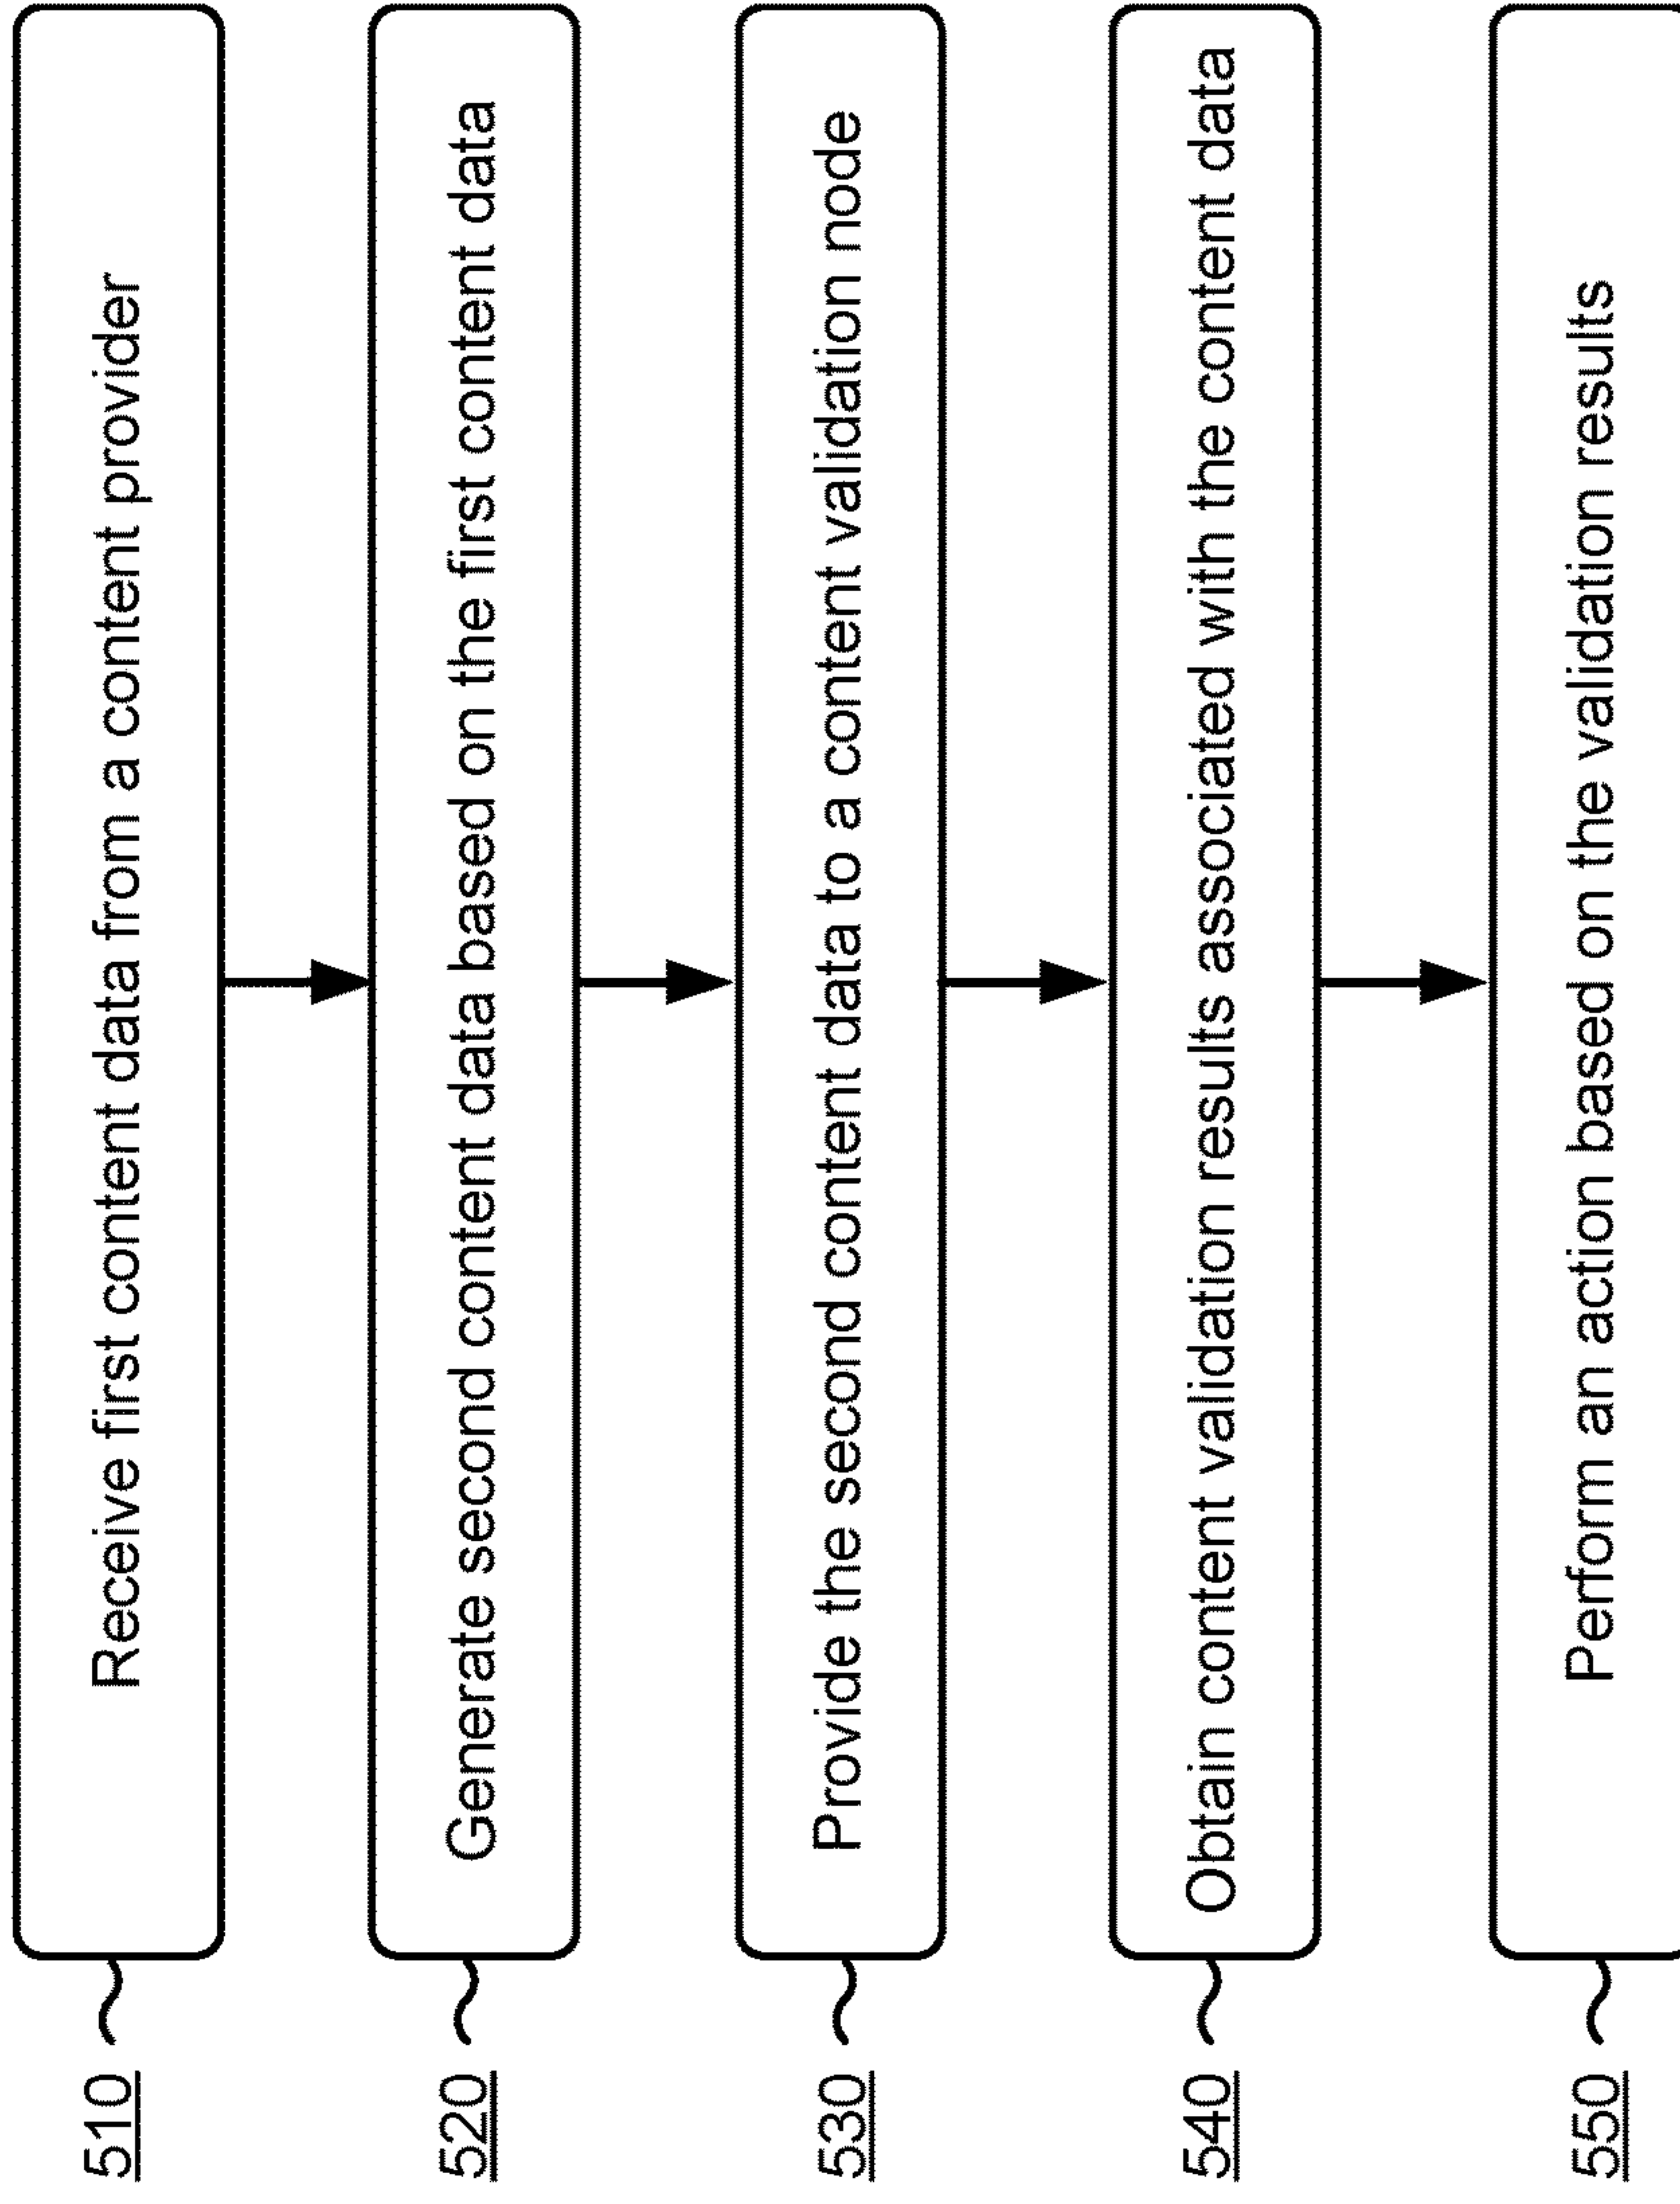 510 Receive first content data from a content provider
520 Generate second content data based on the first content data
530 Provide the second content data to a content validation node
540 Obtain content validation results associated with the content data
550 Perform an action based on the validation results